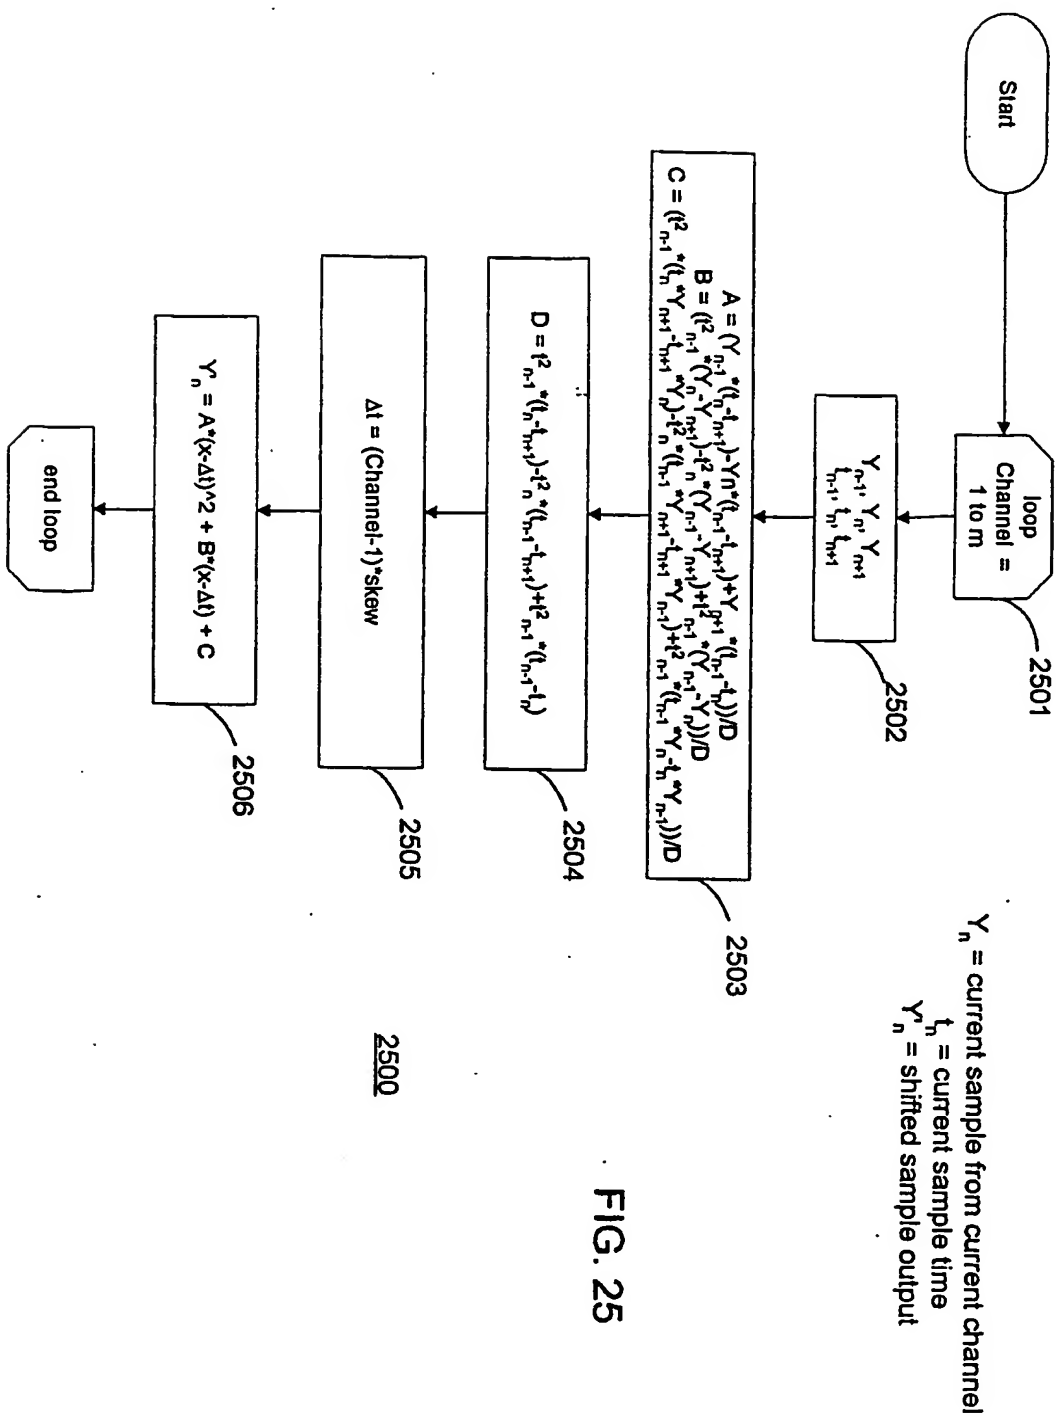 Start
loop
Channel =
1 to m
2501
Yn-1, Yn, Yn+1
tn-1, tn, tn+1
2502
A = (Yn-1*(tn-tn+1)-Yn*(tn-1-tn+1)+Yn+1*(tn-1-tn))/D
B = (t²n-1*(Yn-Yn+1)-t²n*(Yn-1-Yn+1)+t²n-1*(Yn-1-Yn))/D
C = (t²n-1*(tn*Yn+1-tn+1*Yn)-t²n*(tn-1*Yn+1-tn+1*Yn-1)+t²n-1*(tn-1*Yn-tn*Yn-1))/D
2503
D = t²n-1*(tn-tn+1)-t²n*(tn-1-tn+1)+t²n-1*(tn-1-tn)
2504
Δt = (Channel-1)*skew
2505
Y'n = A*(x-Δt)^2 + B*(x-Δt) + C
2506
end loop
Yn = current sample from current channel
tn = current sample time
Y'n = shifted sample output
2500
FIG. 25